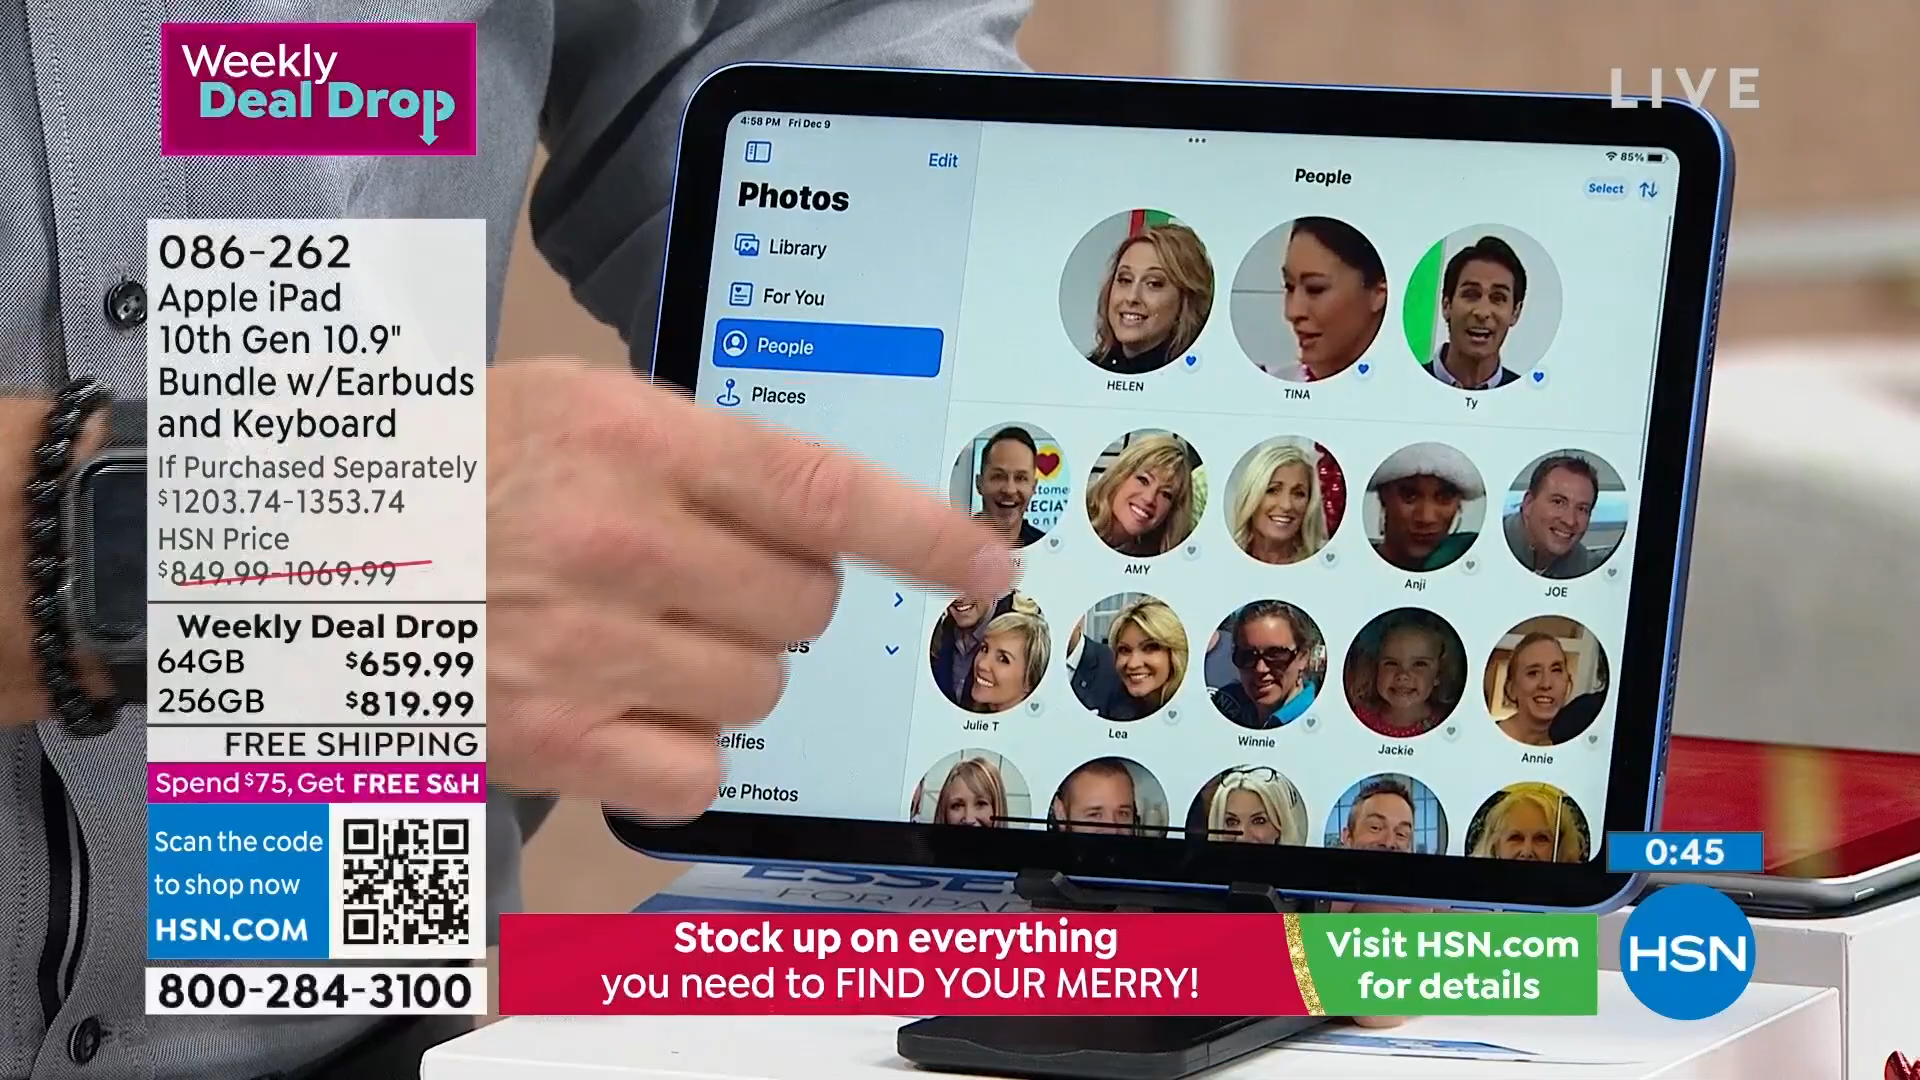 Weekly
Deal Drop
LIVE
086-262
Apple iPad
10th Gen 10.9"
Bundle w/Earbuds
and Keyboard
If Purchased Separately
$1203.74-1353.74
HSN Price
$849.99-1069.99
Weekly Deal Drop
64GB $659.99
256GB $819.99
FREE SHIPPING
Spend $75, Get FREE S&H
Scan the code
to shop now
HSN.COM
800-284-3100
4:58 PM Fri Dec 9
85%
Edit
Photos
Library
For You
People
Places
elfies
ve Photos
People
Select
HELEN
TINA
Ty
AMY
Anji
JOE
Julie T
Lea
Winnie
Jackie
Annie
FOR iPAD
0:45
Stock up on everything
you need to FIND YOUR MERRY!
Visit HSN.com
for details
HSN